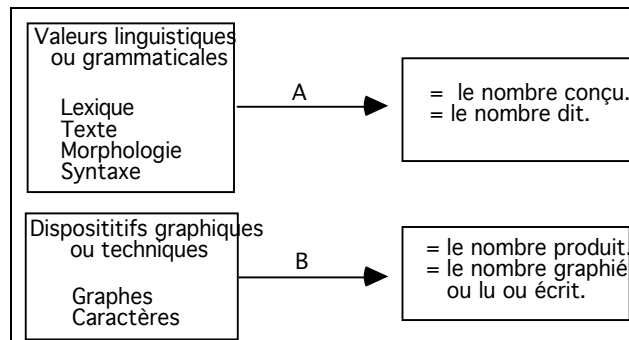 Valeurs linguistiques
ou grammaticales
Lexique
Texte
Morphologie
Syntaxe
A
= le nombre conçu.
= le nombre dit.
Dispositifs graphiques
ou techniques
Graphes
Caractères
B
= le nombre produit.
= le nombre graphié
ou lu ou écrit.